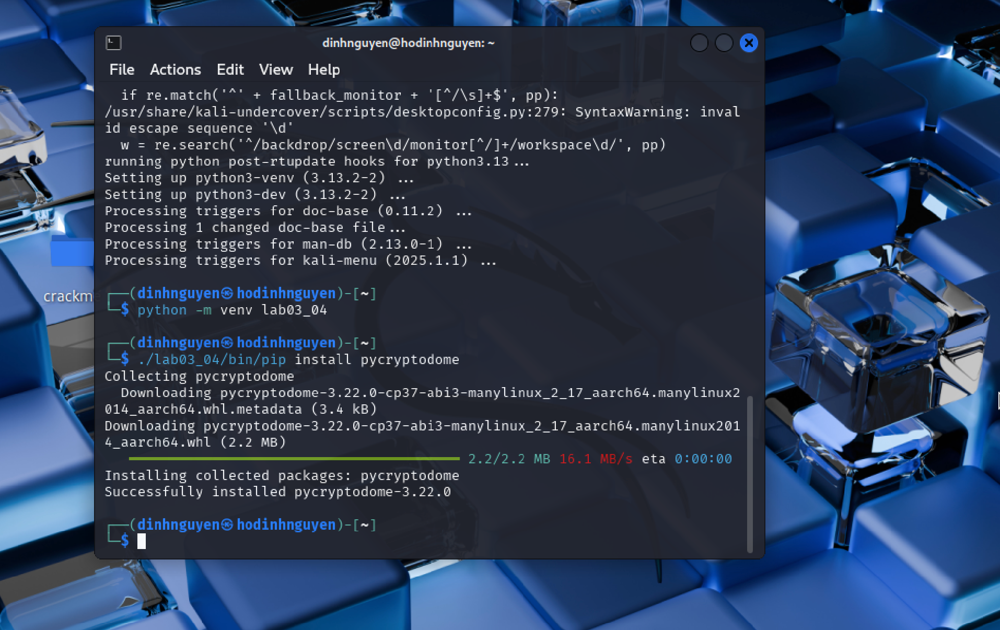 dinhnguyen@hodinhnguyen: ~
File Actions Edit View Help
  if re.match('^' + fallback_monitor + '[^/\s]+$', pp):
/usr/share/kali-undercover/scripts/desktopconfig.py:279: SyntaxWarning: inval
id escape sequence '\d'
  w = re.search('^/backdrop/screen\d/monitor[^/]+/workspace\d/', pp)
running python post-rtupdate hooks for python3.13...
Setting up python3-venv (3.13.2-2) ...
Setting up python3-dev (3.13.2-2) ...
Processing triggers for doc-base (0.11.2) ...
Processing 1 changed doc-base file...
Processing triggers for man-db (2.13.0-1) ...
Processing triggers for kali-menu (2025.1.1) ...
┌──(dinhnguyen㉿hodinhnguyen)-[~]
└─$ python -m venv lab03_04
┌──(dinhnguyen㉿hodinhnguyen)-[~]
└─$ ./lab03_04/bin/pip install pycryptodome
Collecting pycryptodome
  Downloading pycryptodome-3.22.0-cp37-abi3-manylinux_2_17_aarch64.manylinux2
014_aarch64.whl.metadata (3.4 kB)
Downloading pycryptodome-3.22.0-cp37-abi3-manylinux_2_17_aarch64.manylinux201
4_aarch64.whl (2.2 MB)
2.2/2.2 MB 16.1 MB/s eta 0:00:00
Installing collected packages: pycryptodome
Successfully installed pycryptodome-3.22.0
┌──(dinhnguyen㉿hodinhnguyen)-[~]
└─$